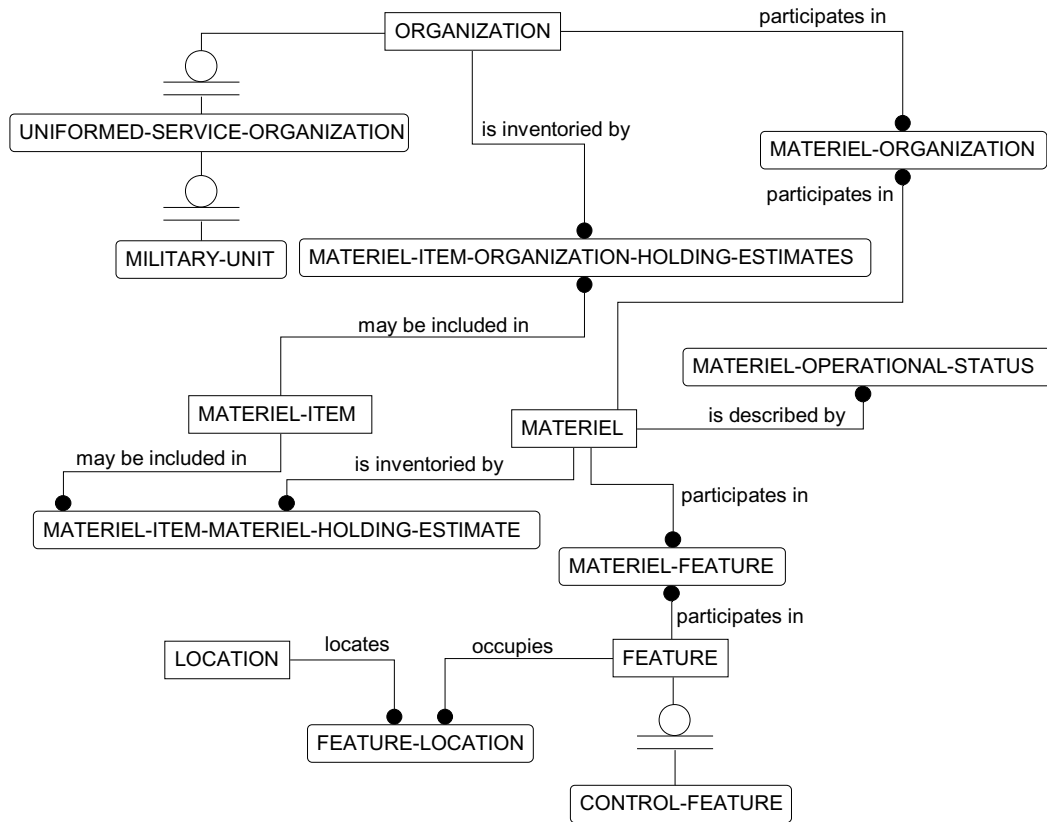 participates in
ORGANIZATION
UNIFORMED-SERVICE-ORGANIZATION
is inventoried by
MATERIEL-ORGANIZATION
participates in
MILITARY-UNIT
MATERIEL-ITEM-ORGANIZATION-HOLDING-ESTIMATES
may be included in
MATERIEL-OPERATIONAL-STATUS
MATERIEL-ITEM
MATERIEL
is described by
may be included in
is inventoried by
participates in
MATERIEL-ITEM-MATERIEL-HOLDING-ESTIMATE
MATERIEL-FEATURE
participates in
locates
occupies
LOCATION
FEATURE
FEATURE-LOCATION
CONTROL-FEATURE